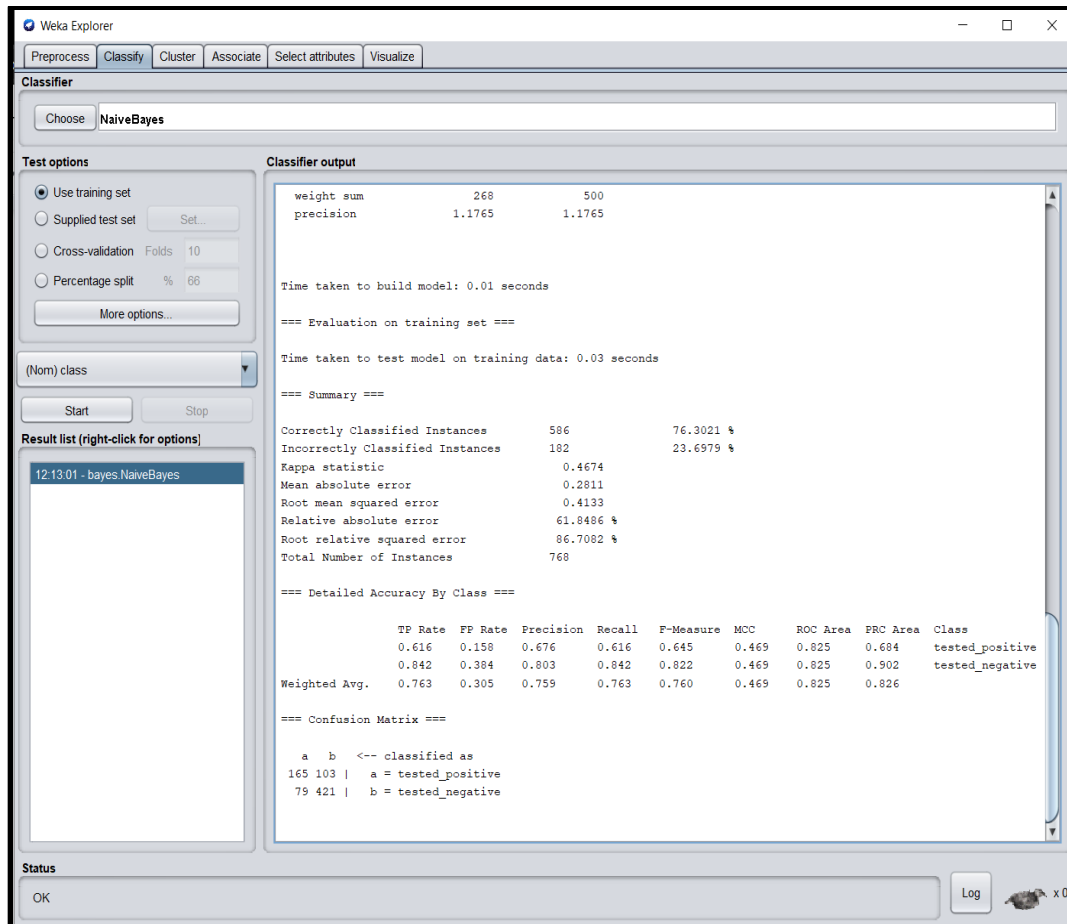 Weka Explorer
Preprocess Classify Cluster Associate Select attributes Visualize
Classifier
Choose NaiveBayes
Test options
Use training set
Supplied test set Set...
Cross-validation Folds 10
Percentage split % 66
More options...
(Nom) class
Start Stop
Result list (right-click for options)
12:13:01 - bayes.NaiveBayes
Classifier output
weight sum 268 500
precision 1.1765 1.1765
Time taken to build model: 0.01 seconds
=== Evaluation on training set ===
Time taken to test model on training data: 0.03 seconds
=== Summary ===
Correctly Classified Instances 586 76.3021 %
Incorrectly Classified Instances 182 23.6979 %
Kappa statistic 0.4674
Mean absolute error 0.2811
Root mean squared error 0.4133
Relative absolute error 61.8486 %
Root relative squared error 86.7082 %
Total Number of Instances 768
=== Detailed Accuracy By Class ===
TP Rate FP Rate Precision Recall F-Measure MCC ROC Area PRC Area Class
0.616 0.158 0.676 0.616 0.645 0.469 0.825 0.684 tested_positive
0.842 0.384 0.803 0.842 0.822 0.469 0.825 0.902 tested_negative
Weighted Avg. 0.763 0.305 0.759 0.763 0.760 0.469 0.825 0.826
=== Confusion Matrix ===
a b <-- classified as
165 103 | a = tested_positive
79 421 | b = tested_negative
Status
OK
Log x 0